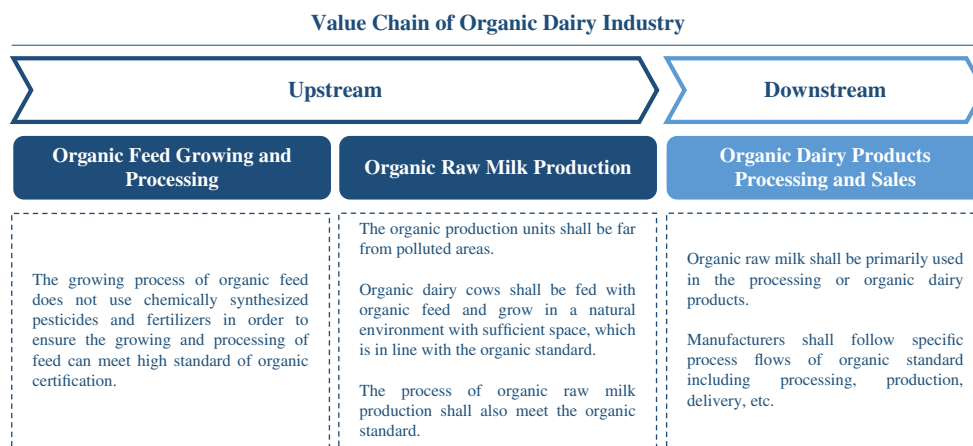 Value Chain of Organic Dairy Industry
Upstream
Downstream
Organic Feed Growing and
Processing
Organic Raw Milk Production
Organic Dairy Products
Processing and Sales
The growing process of organic feed
does not use chemically synthesized
pesticides and fertilizers in order to
ensure the growing and processing of
feed can meet high standard of organic
certification.
The organic production units shall be far
from polluted areas.
Organic dairy cows shall be fed with
organic feed and grow in a natural
environment with sufficient space, which
is in line with the organic standard.
The process of organic raw milk
production shall also meet the organic
standard.
Organic raw milk shall be primarily used
in the processing or organic dairy
products.
Manufacturers shall follow specific
process flows of organic standard
including processing, production,
delivery, etc.